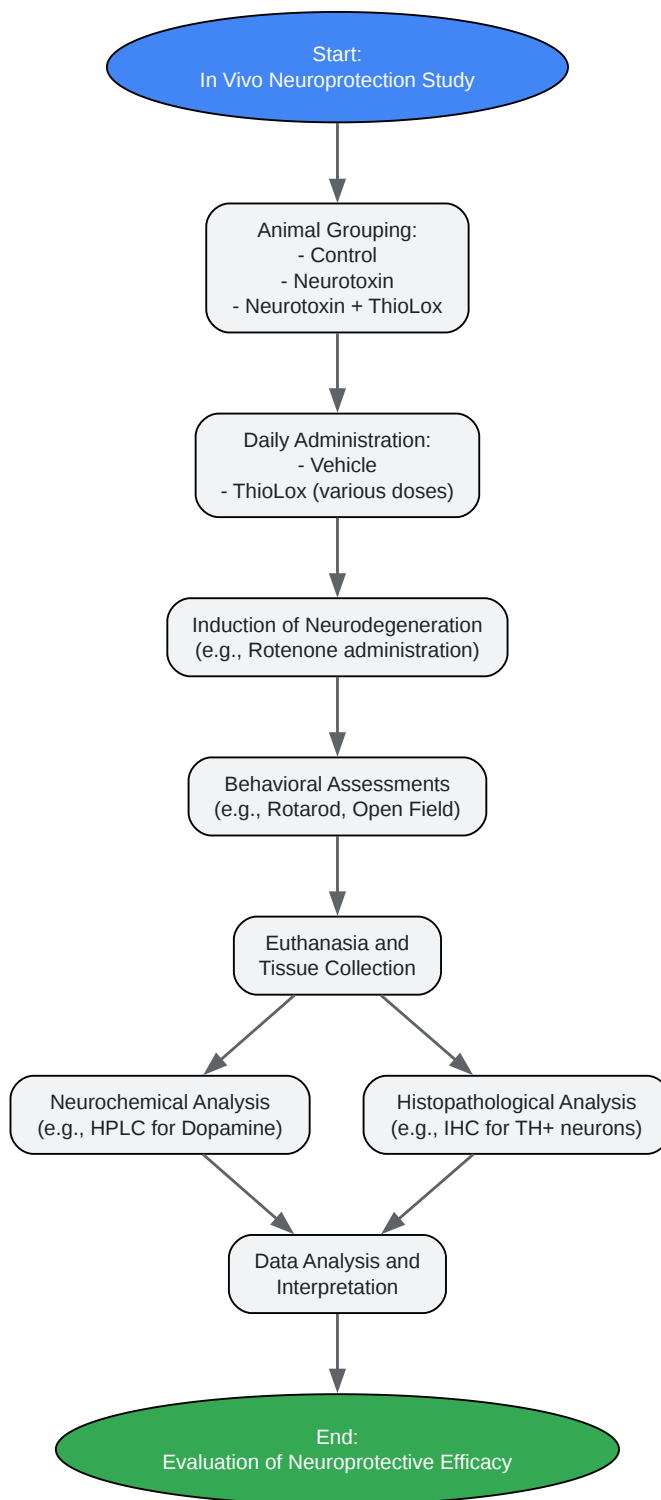 Start:
In Vivo Neuroprotection Study
Animal Grouping:
- Control
- Neurotoxin
- Neurotoxin + ThioLox
Daily Administration:
- Vehicle
- ThioLox (various doses)
Induction of Neurodegeneration
(e.g., Rotenone administration)
Behavioral Assessments
(e.g., Rotarod, Open Field)
Euthanasia and
Tissue Collection
Neurochemical Analysis
(e.g., HPLC for Dopamine)
Histopathological Analysis
(e.g., IHC for TH+ neurons)
Data Analysis and
Interpretation
End:
Evaluation of Neuroprotective Efficacy